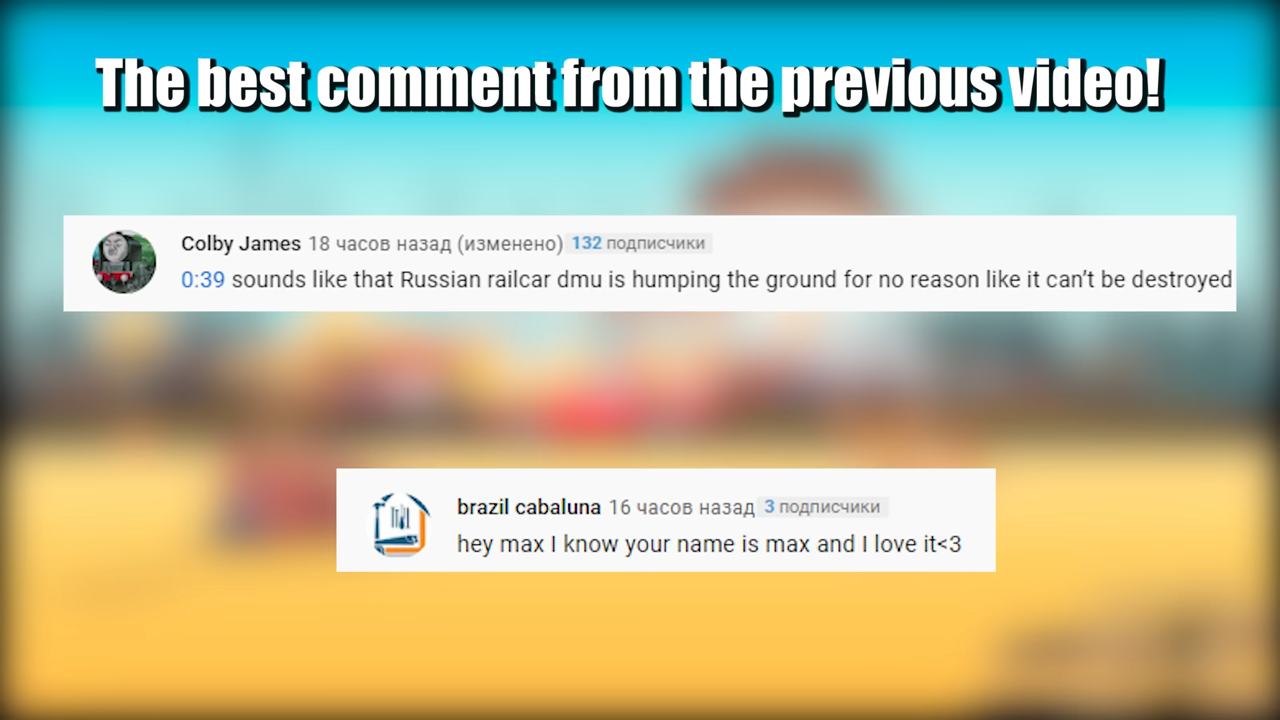 The best comment from the previous video!
Colby James 18 часов назад (изменено) 132 подписчики
0:39 sounds like that Russian railcar dmu is humping the ground for no reason like it can’t be destroyed
brazil cabaluna 16 часов назад 3 подписчики
hey max I know your name is max and I love it<3